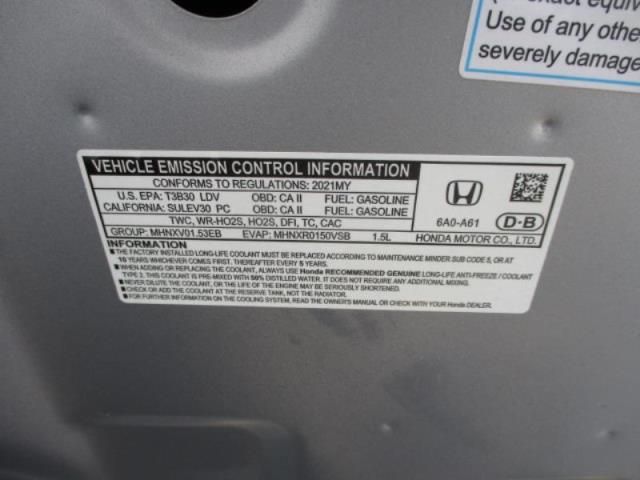 (or exact equiv
Use of any othe
severely damage
VEHICLE EMISSION CONTROL INFORMATION
CONFORMS TO REGULATIONS: 2021MY
U.S. EPA: T3B30 LDV OBD: CA II FUEL: GASOLINE
CALIFORNIA: SULEV30 PC OBD: CA II FUEL: GASOLINE
TWC, WR-HO2S, HO2S, DFI, TC, CAC
GROUP: MHNXV01.53EB EVAP: MHNXR0150VSB 1.5L
6A0-A61 D-B
HONDA MOTOR CO., LTD.
INFORMATION
■ THE FACTORY INSTALLED LONG-LIFE COOLANT MUST BE REPLACED ACCORDING TO MAINTENANCE MINDER SUB CODE 5, OR AT
10 YEARS WHICHEVER COMES FIRST. THEREAFTER EVERY 5 YEARS.
■ WHEN ADDING OR REPLACING THE COOLANT, ALWAYS USE Honda RECOMMENDED GENUINE LONG-LIFE ANTI-FREEZE / COOLANT
TYPE 2. THIS COOLANT IS PRE-MIXED WITH 50% DISTILLED WATER. IT DOES NOT REQUIRE ANY ADDITIONAL MIXING.
■ NEVER DILUTE THE COOLANT, OR THE LIFE OF THE ENGINE MAY BE SERIOUSLY SHORTENED.
■ CHECK OR ADD THE COOLANT AT THE RESERVE TANK, NOT THE RADIATOR.
■ FOR FURTHER INFORMATION ON THE COOLING SYSTEM, READ THE OWNER'S MANUAL OR CHECK WITH YOUR Honda DEALER.